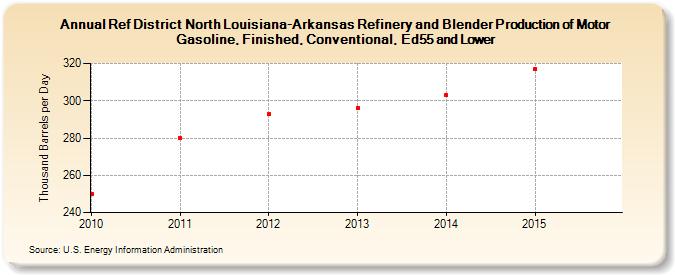 Annual Ref District North Louisiana-Arkansas Refinery and Blender Production of Motor
Gasoline, Finished, Conventional, Ed55 and Lower
Thousand Barrels per Day
320
300
280
260
240
2010 2011 2012 2013 2014 2015
Source: U.S. Energy Information Administration